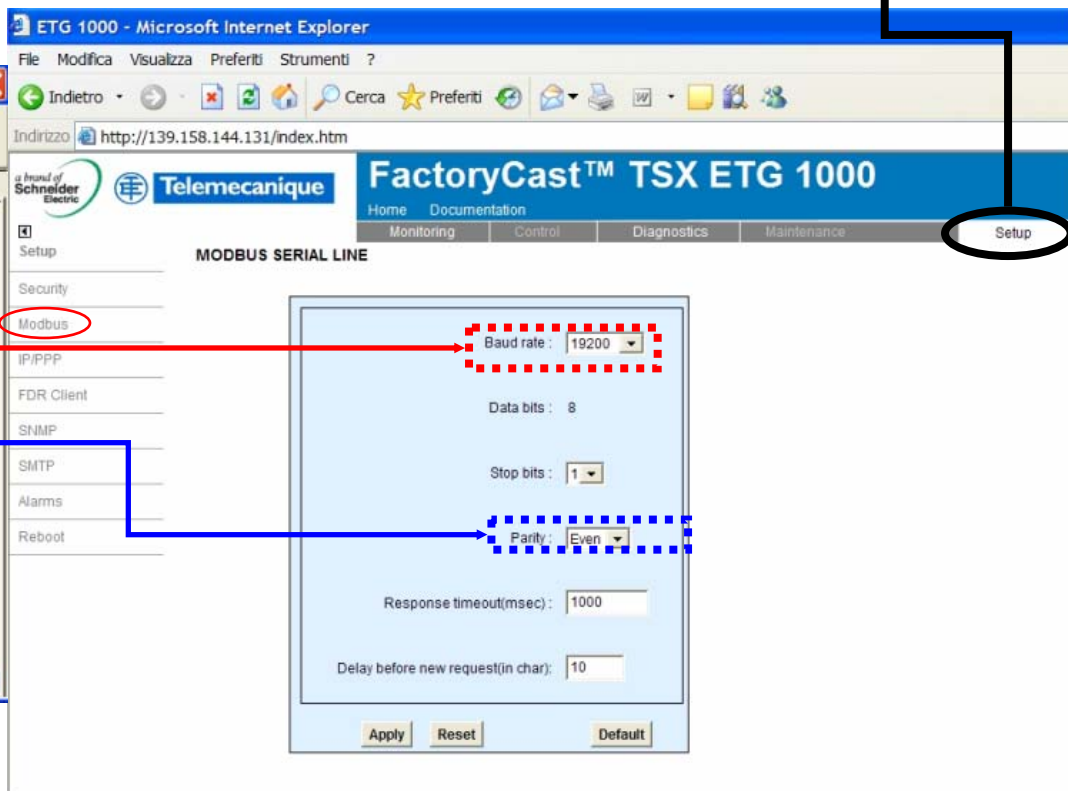 ETG 1000 - Microsoft Internet Explorer
File Modifica Visualizza Preferiti Strumenti ?
Indietro Cerca Preferiti
Indirizzo http://139.158.144.131/index.htm
a brand of
Schneider
Electric
Telemecanique
FactoryCast™ TSX ETG 1000
Home Documentation
Monitoring Control Diagnostics Maintenance Setup
Setup
Security
Modbus
IP/PPP
FDR Client
SNMP
SMTP
Alarms
Reboot
MODBUS SERIAL LINE
Baud rate : 19200
Data bits : 8
Stop bits : 1
Parity : Even
Response timeout(msec) : 1000
Delay before new request(in char): 10
Apply Reset Default